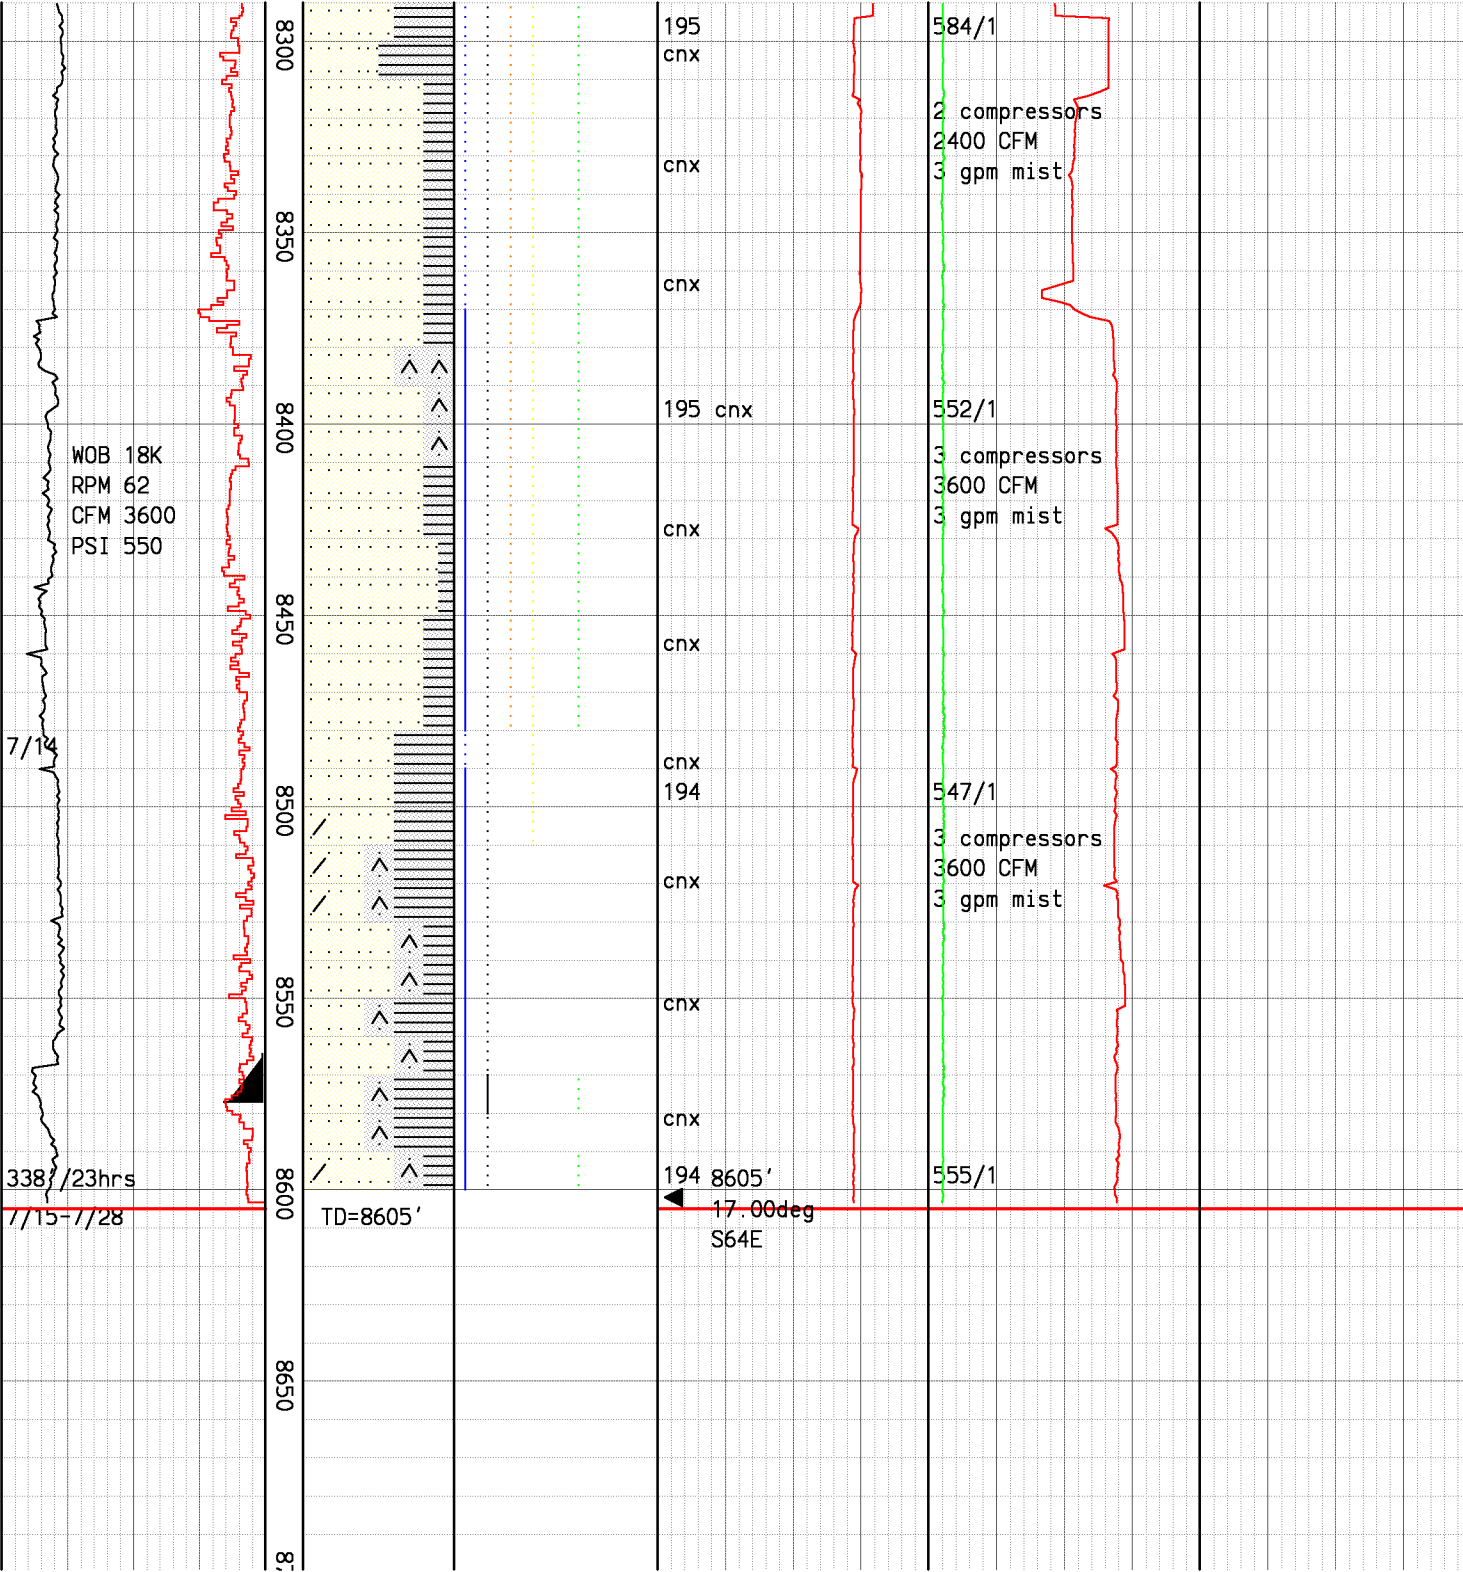 195
584/1
cnx
8300
2 compressors
2400 CFM
3 gpm mist
cnx
8350
cnx
195 cnx
552/1
8400
WOB 18K
RPM 62
CFM 3600
PSI 550
3 compressors
3600 CFM
3 gpm mist
cnx
8450
cnx
7/14
cnx
194
547/1
8500
3 compressors
3600 CFM
3 gpm mist
cnx
8550
cnx
cnx
338'/23hrs
194
8605'
555/1
8600
7/15-7/28
TD=8605'
17.00deg
S64E
8650